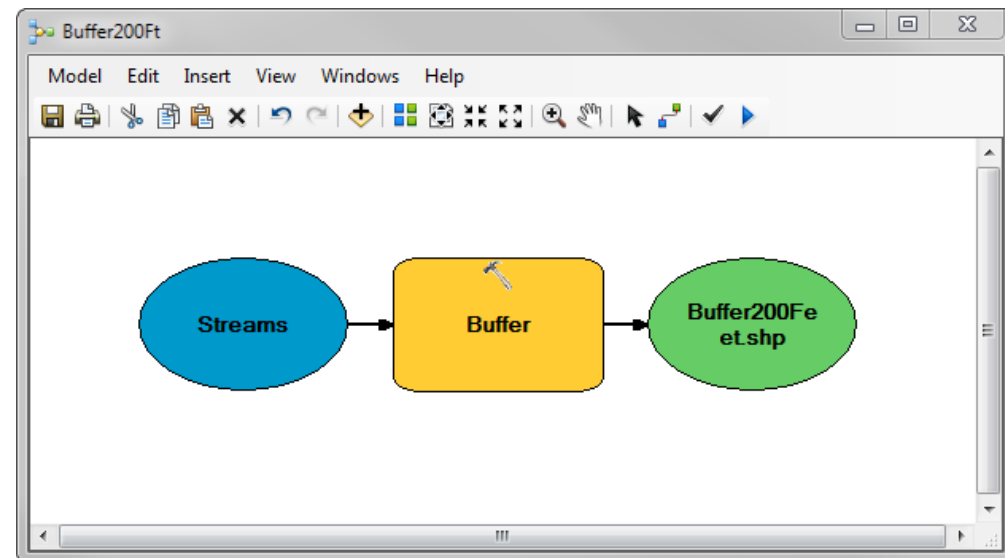 Buffer200Ft
Model Edit Insert View Windows Help
Streams
Buffer
Buffer200Fe
et.shp